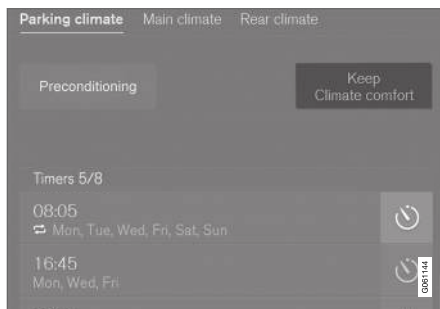 Parking climate Main climate Rear climate
Preconditioning
Keep
Climate comfort
Timers 5/8
08:05
Mon, Tue, Wed, Fri, Sat, Sun
16:45
Mon, Wed, Fri
G061144